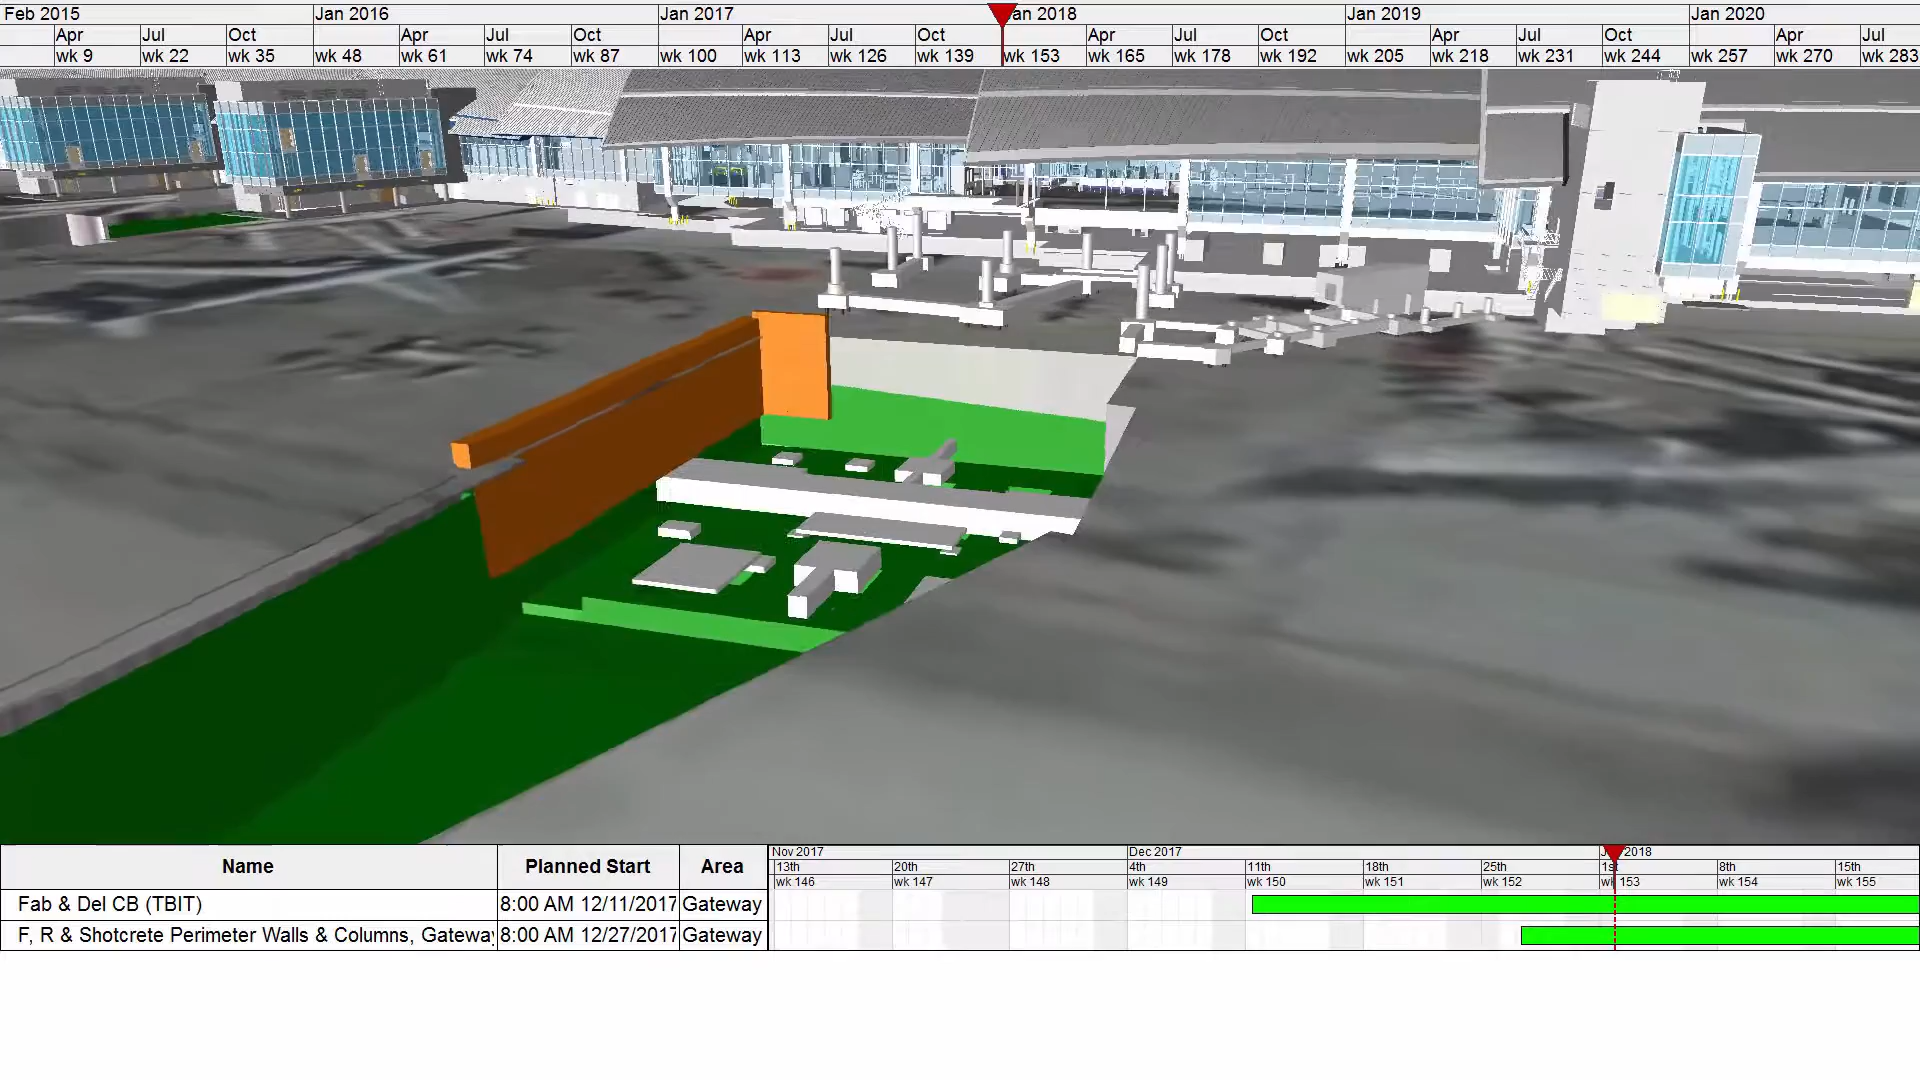 Feb 2015 Jan 2016 Jan 2017 Jan 2018 Jan 2019 Jan 2020
Apr Jul Oct Apr Jul Oct Apr Jul Oct Apr Jul Oct Apr Jul Oct Apr Jul
wk 9 wk 22 wk 35 wk 48 wk 61 wk 74 wk 87 wk 100 wk 113 wk 126 wk 139 wk 153 wk 165 wk 178 wk 192 wk 205 wk 218 wk 231 wk 244 wk 257 wk 270 wk 283
Name Planned Start Area
Nov 2017 Dec 2017 2018
13th 20th 27th 4th 11th 18th 25th 1st 8th 15th
wk 146 wk 147 wk 148 wk 149 wk 150 wk 151 wk 152 wk 153 wk 154 wk 155
Fab & Del CB (TBIT) 8:00 AM 12/11/2017 Gateway
F, R & Shotcrete Perimeter Walls & Columns, Gateway 8:00 AM 12/27/2017 Gateway